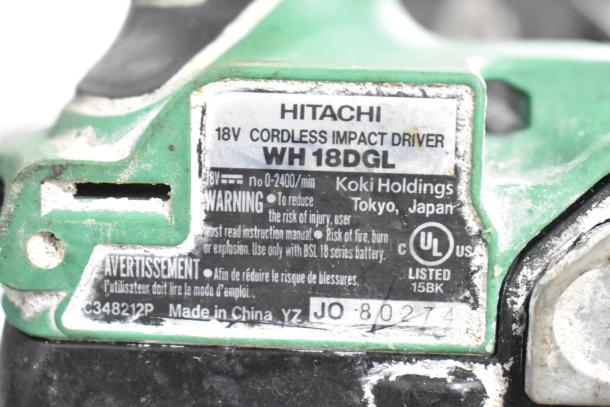 HITACHI
18V CORDLESS IMPACT DRIVER
WH 18DGL
18V no 0-2400/min Koki Holdings
WARNING • To reduce Tokyo, Japan
the risk of injury, user
must read instruction manual. • Risk of fire, burn
or explosion. Use only with BSL 18 series battery.
C UL US
LISTED
15BK
AVERTISSEMENT • Afin de réduire le risque de blessures.
l'utilisateur doit lire le mode d'emploi.
C348212P Made in China YZ JO 80274